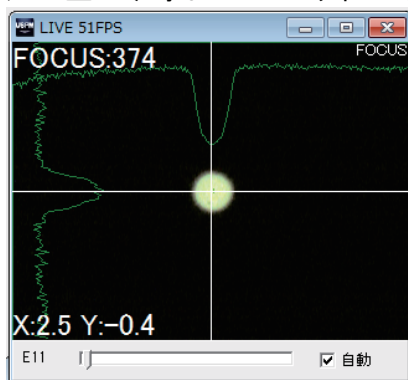 LIVE 51FPS
FOCUS:374
FOCUS
X:2.5 Y:-0.4
E11
自動